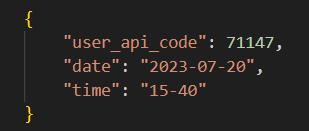 {
"user_api_code": 71147,
"date": "2023-07-20",
"time": "15-40"
}